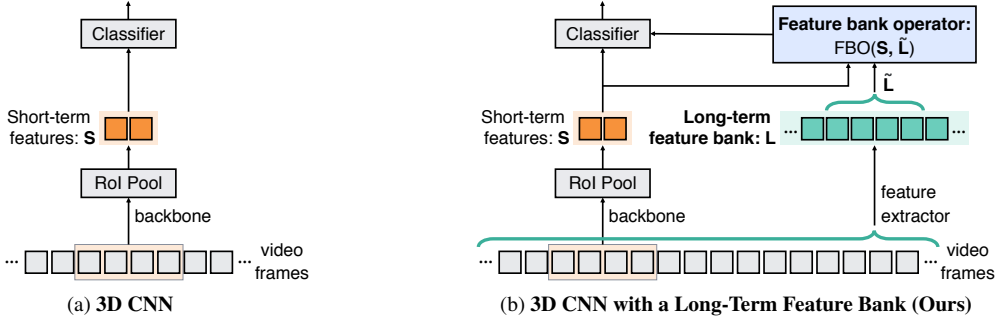 Classifier
Short-term
features: S
RoI Pool
backbone
...
...
video
frames
(a) 3D CNN
Classifier
Feature bank operator:
FBO(S, L̃)
L̃
Short-term
features: S
Long-term
feature bank: L
...
...
RoI Pool
feature
extractor
backbone
...
...
video
frames
(b) 3D CNN with a Long-Term Feature Bank (Ours)